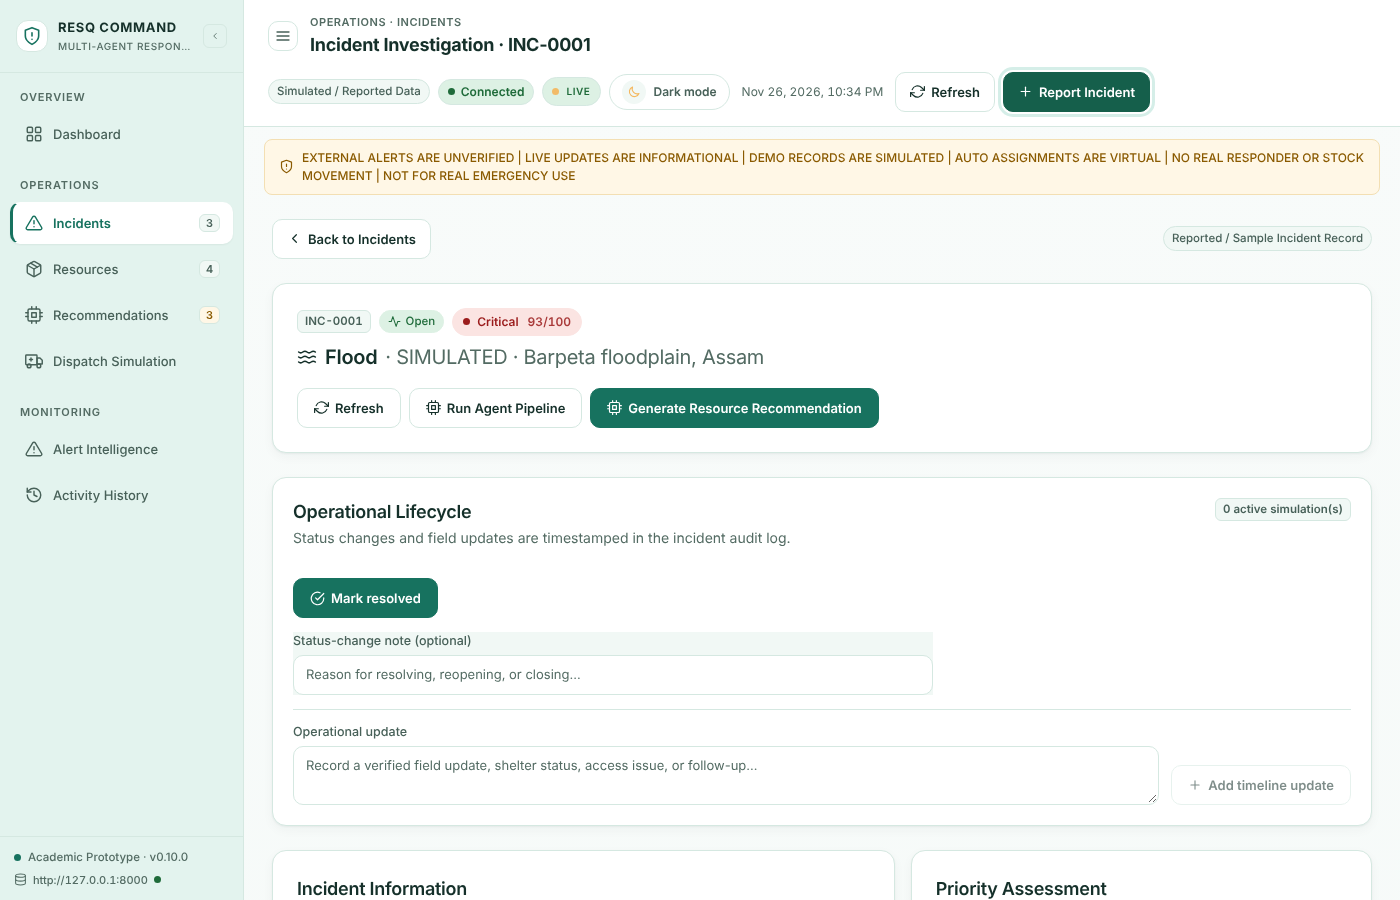 RESQ COMMAND
MULTI-AGENT RESPON...
OVERVIEW
Dashboard
OPERATIONS
Incidents 3
Resources 4
Recommendations 3
Dispatch Simulation
MONITORING
Alert Intelligence
Activity History
Academic Prototype · v0.10.0
http://127.0.0.1:8000
OPERATIONS · INCIDENTS
Incident Investigation · INC-0001
Simulated / Reported Data
Connected
LIVE
Dark mode
Nov 26, 2026, 10:34 PM
Refresh
Report Incident
EXTERNAL ALERTS ARE UNVERIFIED | LIVE UPDATES ARE INFORMATIONAL | DEMO RECORDS ARE SIMULATED | AUTO ASSIGNMENTS ARE VIRTUAL | NO REAL RESPONDER OR STOCK
MOVEMENT | NOT FOR REAL EMERGENCY USE
Back to Incidents
Reported / Sample Incident Record
INC-0001
Open
Critical 93/100
Flood · SIMULATED · Barpeta floodplain, Assam
Refresh
Run Agent Pipeline
Generate Resource Recommendation
Operational Lifecycle
0 active simulation(s)
Status changes and field updates are timestamped in the incident audit log.
Mark resolved
Status-change note (optional)
Reason for resolving, reopening, or closing...
Operational update
Record a verified field update, shelter status, access issue, or follow-up...
Add timeline update
Incident Information
Priority Assessment